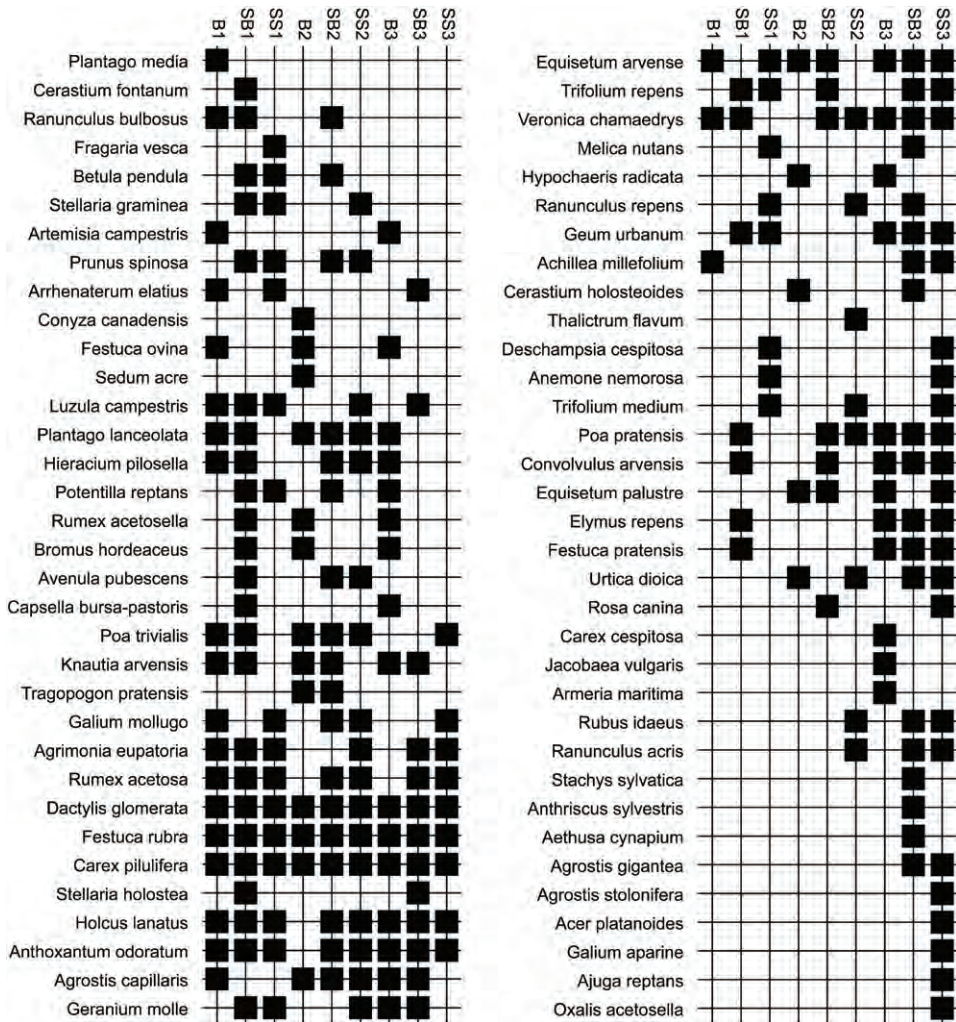 B1 SB1 SS1 B2 SB2 SS2 B3 SB3 SS3
Plantago media
Cerastium fontanum
Ranunculus bulbosus
Fragaria vesca
Betula pendula
Stellaria graminea
Artemisia campestris
Prunus spinosa
Arrhenaterum elatius
Conyza canadensis
Festuca ovina
Sedum acre
Luzula campestris
Plantago lanceolata
Hieracium pilosella
Potentilla reptans
Rumex acetosella
Bromus hordeaceus
Avenula pubescens
Capsella bursa-pastoris
Poa trivialis
Knautia arvensis
Tragopogon pratensis
Galium mollugo
Agrimonia eupatoria
Rumex acetosa
Dactylis glomerata
Festuca rubra
Carex pilulifera
Stellaria holostea
Holcus lanatus
Anthoxantum odoratum
Agrostis capillaris
Geranium molle
B1 SB1 SS1 B2 SB2 SS2 B3 SB3 SS3
Equisetum arvense
Trifolium repens
Veronica chamaedrys
Melica nutans
Hypochaeris radicata
Ranunculus repens
Geum urbanum
Achillea millefolium
Cerastium holosteoides
Thalictrum flavum
Deschampsia cespitosa
Anemone nemorosa
Trifolium medium
Poa pratensis
Convolvulus arvensis
Equisetum palustre
Elymus repens
Festuca pratensis
Urtica dioica
Rosa canina
Carex cespitosa
Jacobaea vulgaris
Armeria maritima
Rubus idaeus
Ranunculus acris
Stachys sylvatica
Anthriscus sylvestris
Aethusa cynapium
Agrostis gigantea
Agrostis stolonifera
Acer platanoides
Galium aparine
Ajuga reptans
Oxalis acetosella